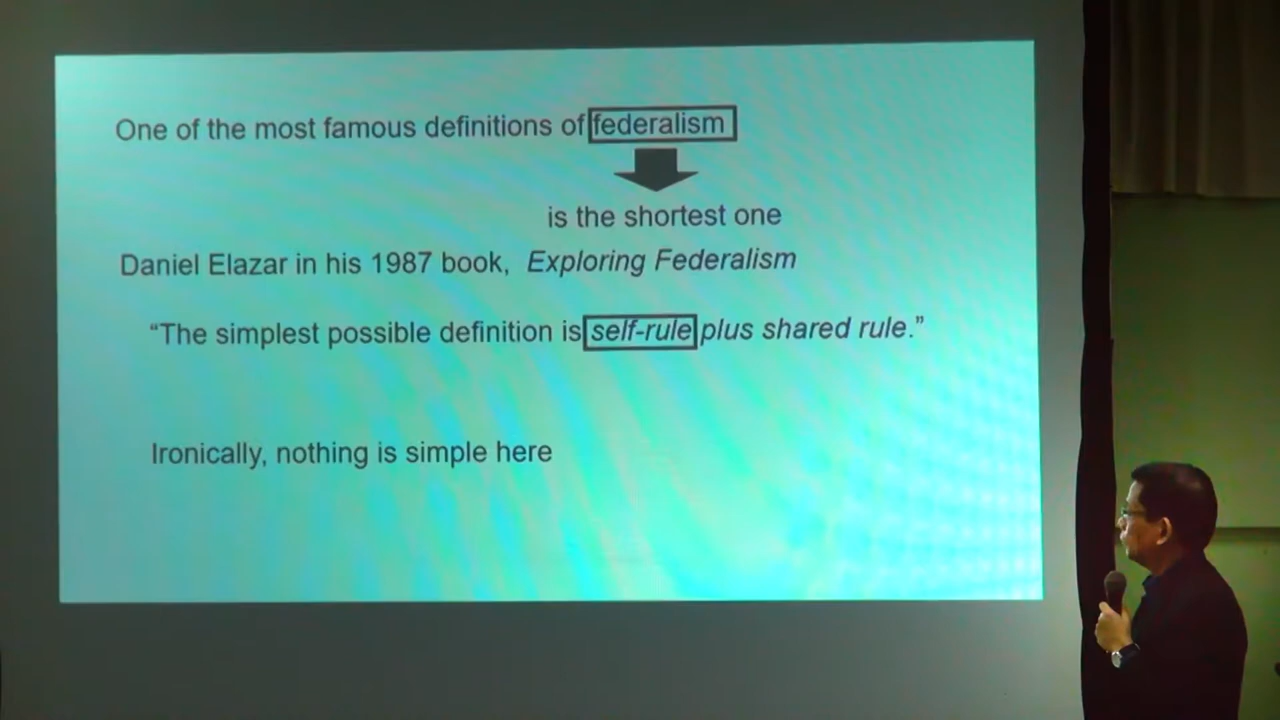 One of the most famous definitions of federalism
is the shortest one
Daniel Elazar in his 1987 book, Exploring Federalism
“The simplest possible definition is self-rule plus shared rule.”
Ironically, nothing is simple here